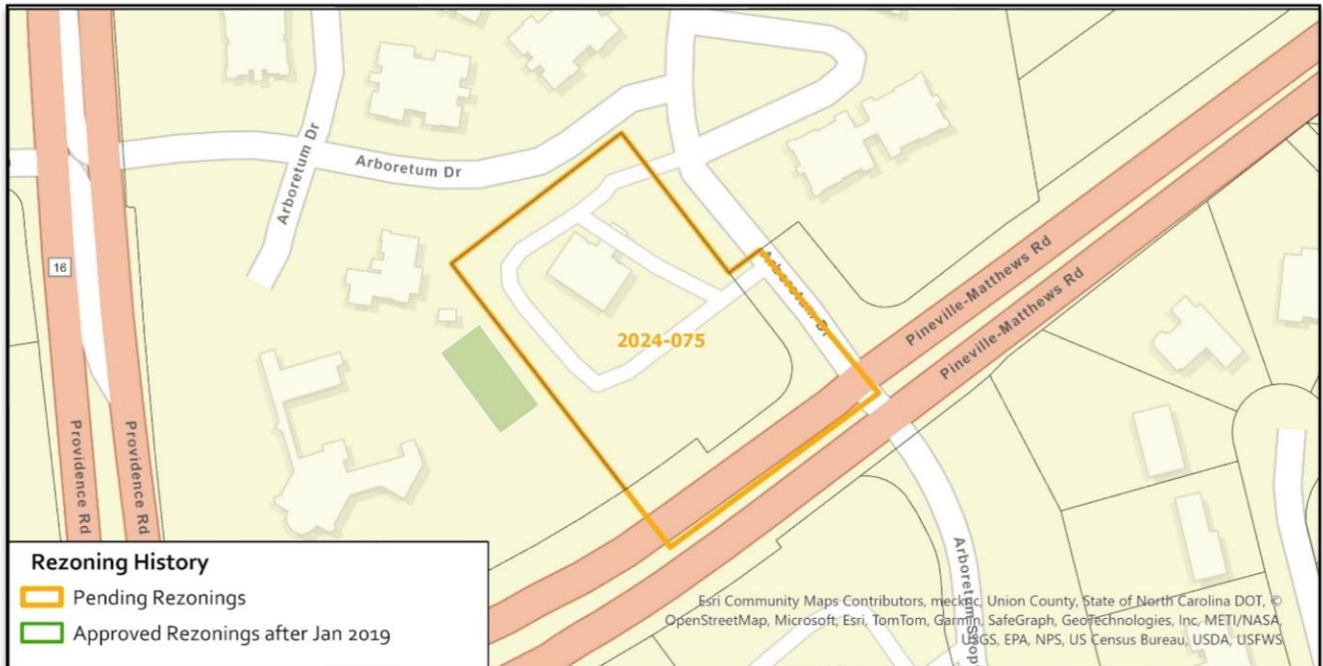 Arboretum Dr
Arboretum Dr
16
Pineville-Matthews Rd
Pineville-Matthews Rd
2024-075
Providence Rd
Providence Rd
Rezoning History
Pending Rezonings
Approved Rezonings after Jan 2019
Arboretum
Esri Community Maps Contributors, Union County, State of North Carolina DOT, ©
OpenStreetMap, Microsoft, Esri, TomTom, Garmin, SafeGraph, GeoTechnologies, Inc, METI/NASA,
USGS, EPA, NPS, US Census Bureau, USDA, USFWS